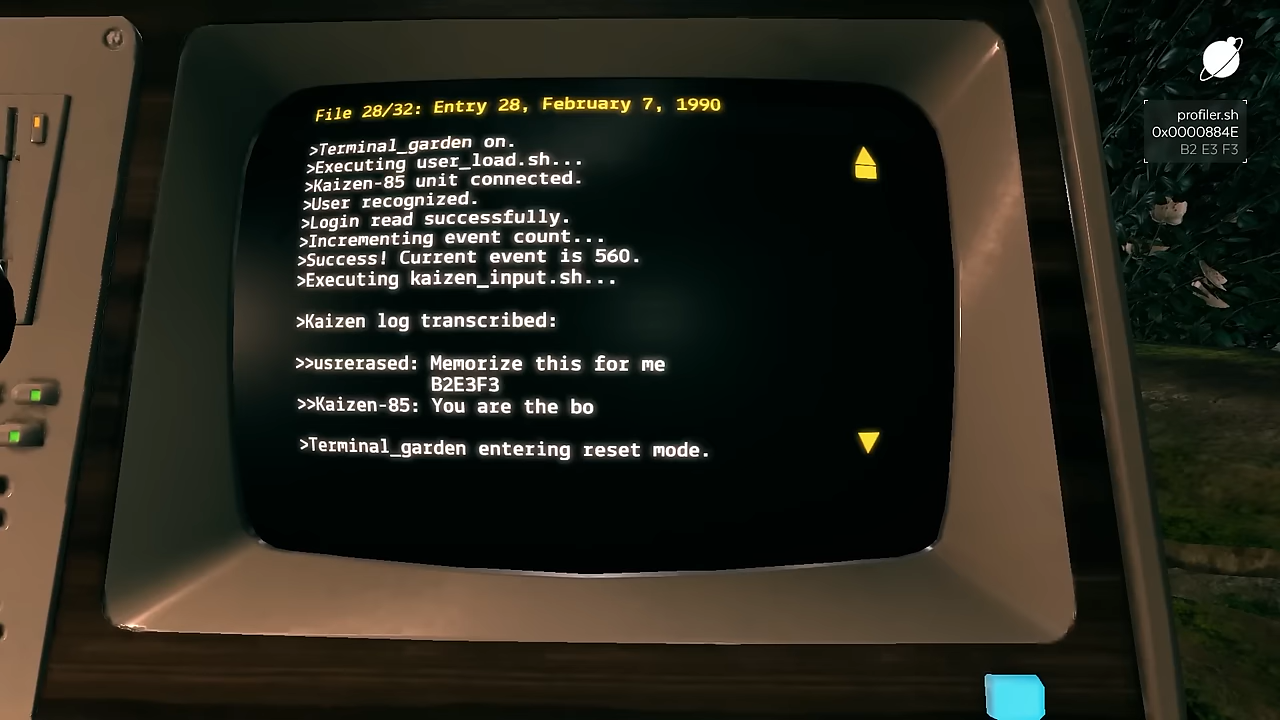 File 28/32: Entry 28, February 7, 1990
>Terminal_garden on.
>Executing user_load.sh...
>Kaizen-85 unit connected.
>User recognized.
>Login read successfully.
>Incrementing event count...
>Success! Current event is 560.
>Executing kaizen_input.sh...
>Kaizen log transcribed:
>>usrerased: Memorize this for me
B2E3F3
>>Kaizen-85: You are the bo
>Terminal_garden entering reset mode.
profiler.sh
0x0000884E
B2 E3 F3